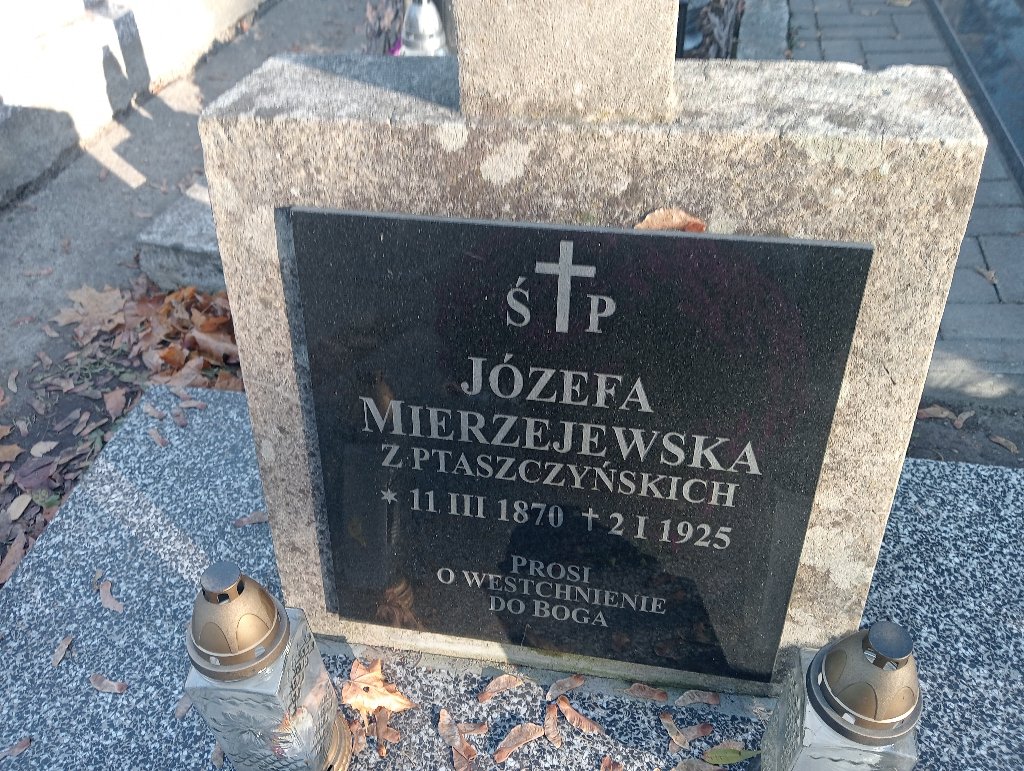 Ś P
JÓZEFA
MIERZEJEWSKA
Z PTASZCZYŃSKICH
* 11 III 1870 † 2 I 1925
PROSI
O WESTCHNIENIE
DO BOGA